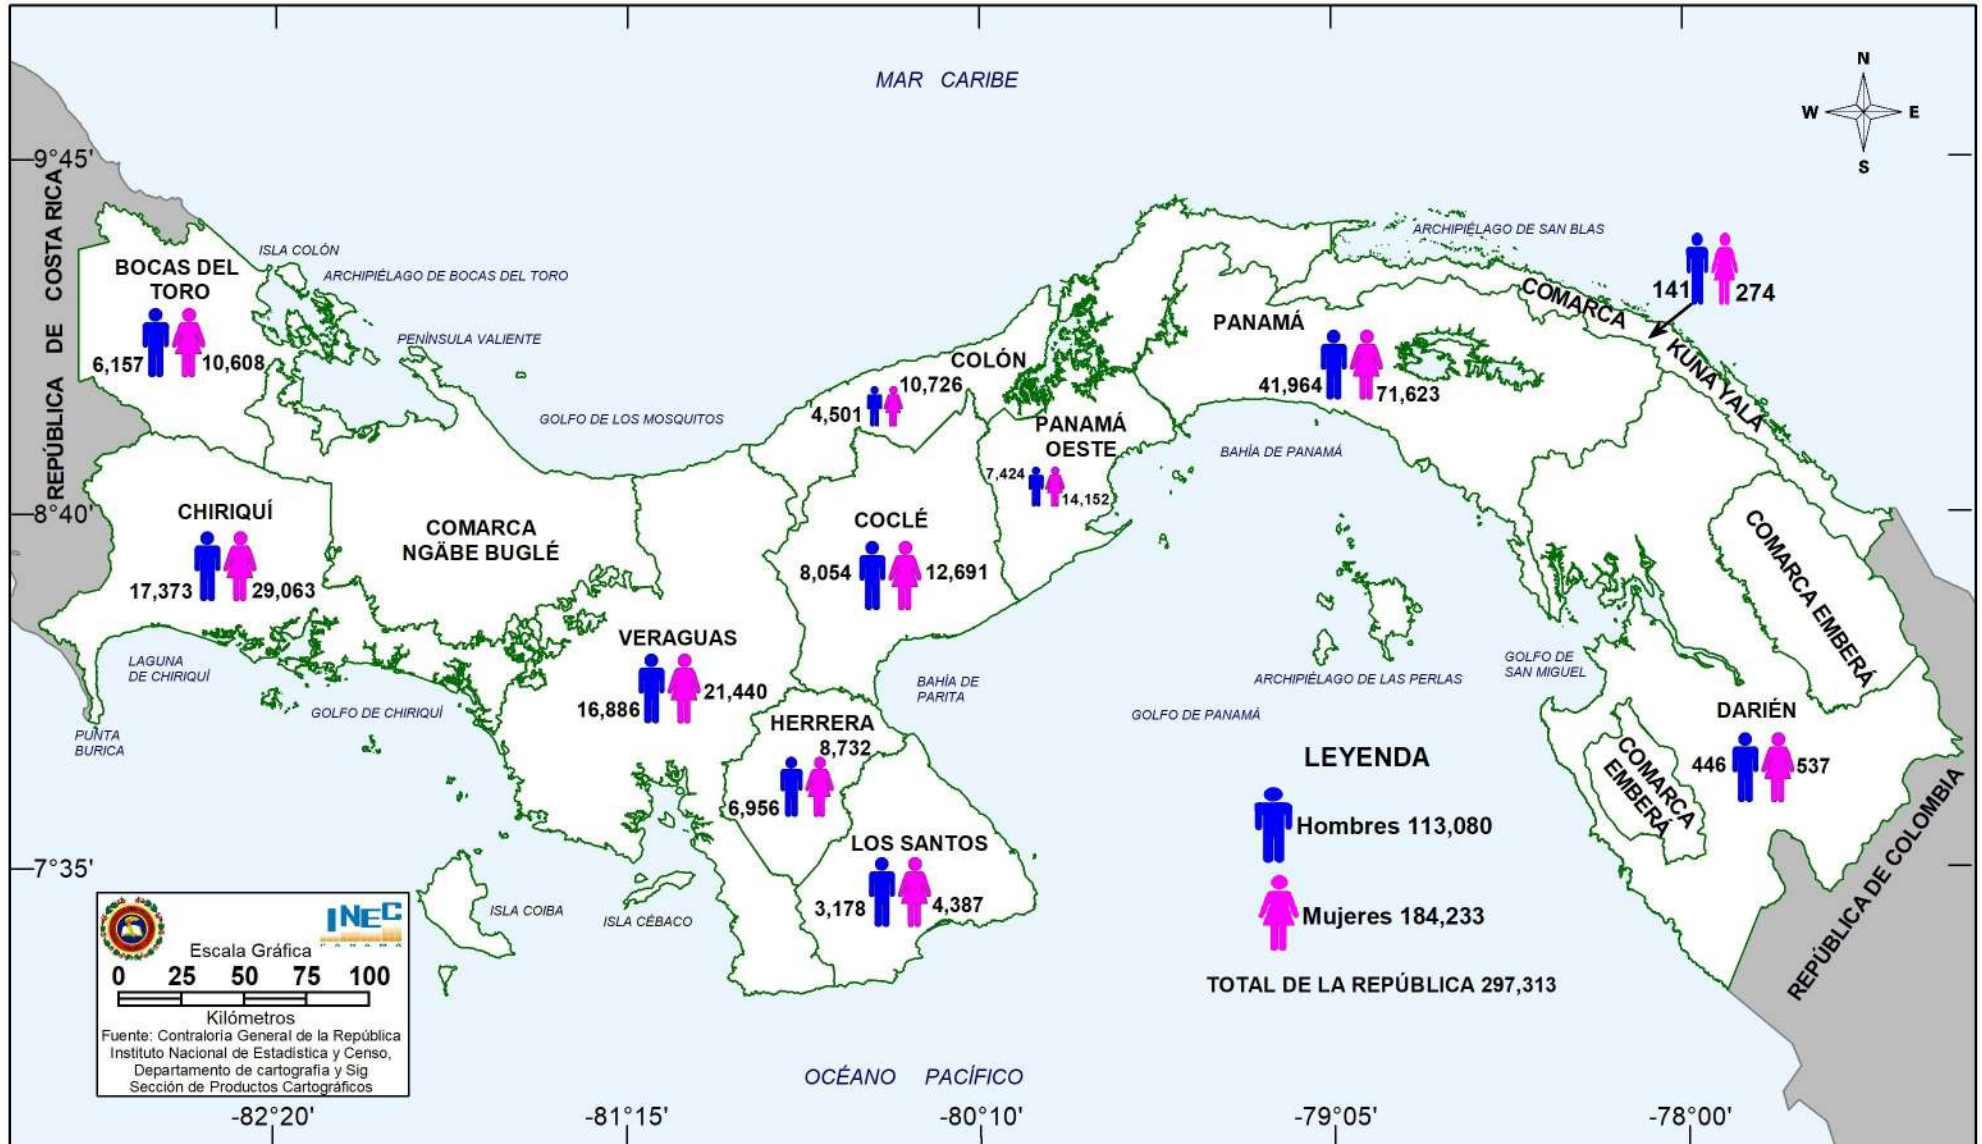 MAR CARIBE
N
W E
S
9°45'
8°40'
7°35'
REPÚBLICA DE COSTA RICA
BOCAS DEL
TORO
6,157
10,608
ISLA COLÓN
ARCHIPIÉLAGO DE BOCAS DEL TORO
PENÍNSULA VALIENTE
GOLFO DE LOS MOSQUITOS
ARCHIPIÉLAGO DE SAN BLAS
141
274
COMARCA
KUNA YALA
PANAMÁ
41,964
71,623
COLÓN
4,501
10,726
PANAMÁ
OESTE
7,424
14,152
BAHÍA DE PANAMÁ
CHIRIQUÍ
17,373
29,063
COMARCA
NGÄBE BUGLÉ
COCLÉ
8,054
12,691
COMARCA EMBERÁ
VERAGUAS
16,886
21,440
LAGUNA
DE CHIRIQUÍ
GOLFO DE CHIRIQUÍ
PUNTA
BURICA
BAHÍA DE
PARITA
ARCHIPIÉLAGO DE LAS PERLAS
GOLFO DE
SAN MIGUEL
GOLFO DE PANAMÁ
HERRERA
8,732
6,956
DARIÉN
446
537
COMARCA
EMBERÁ
LOS SANTOS
3,178
4,387
ISLA COIBA
ISLA CÉBACO
REPÚBLICA DE COLOMBIA
LEYENDA
Hombres 113,080
Mujeres 184,233
TOTAL DE LA REPÚBLICA 297,313
INEC
PANAMÁ
Escala Gráfica
0 25 50 75 100
Kilómetros
Fuente: Contraloría General de la República
Instituto Nacional de Estadística y Censo,
Departamento de cartografía y Sig
Sección de Productos Cartográficos
OCÉANO PACÍFICO
-82°20' -81°15' -80°10' -79°05' -78°00'